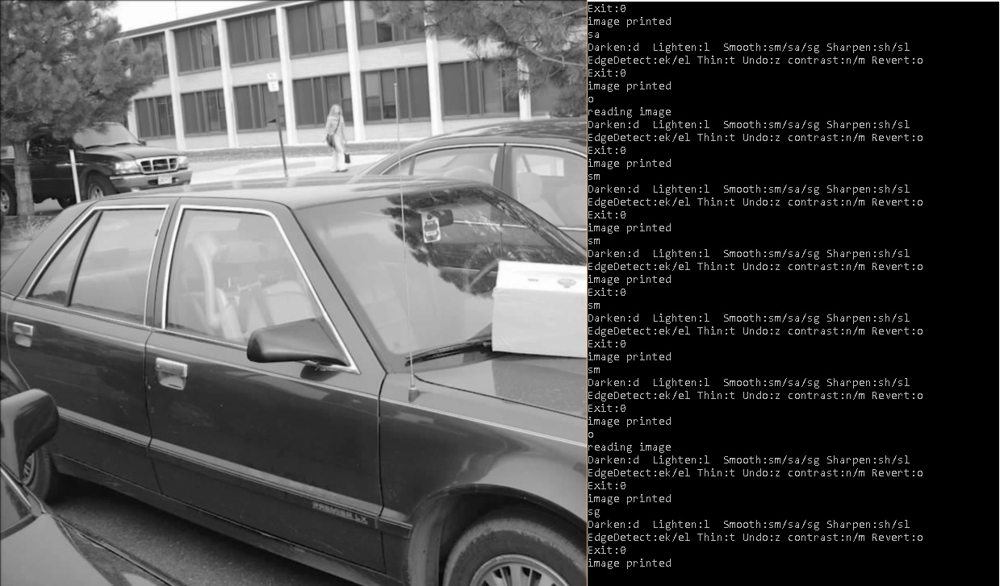 PREMIER LX
Exit:0
image printed
sa
Darken:d  Lighten:l  Smooth:sm/sa/sg Sharpen:sh/sl
EdgeDetect:ek/el Thin:t Undo:z contrast:n/m Revert:o
Exit:0
image printed
o
reading image
Darken:d  Lighten:l  Smooth:sm/sa/sg Sharpen:sh/sl
EdgeDetect:ek/el Thin:t Undo:z contrast:n/m Revert:o
Exit:0
image printed
sm
Darken:d  Lighten:l  Smooth:sm/sa/sg Sharpen:sh/sl
EdgeDetect:ek/el Thin:t Undo:z contrast:n/m Revert:o
Exit:0
image printed
sm
Darken:d  Lighten:l  Smooth:sm/sa/sg Sharpen:sh/sl
EdgeDetect:ek/el Thin:t Undo:z contrast:n/m Revert:o
image printed
Exit:0
sm
Darken:d  Lighten:l  Smooth:sm/sa/sg Sharpen:sh/sl
EdgeDetect:ek/el Thin:t Undo:z contrast:n/m Revert:o
Exit:0
image printed
sm
Darken:d  Lighten:l  Smooth:sm/sa/sg Sharpen:sh/sl
EdgeDetect:ek/el Thin:t Undo:z contrast:n/m Revert:o
Exit:0
image printed
o
reading image
Darken:d  Lighten:l  Smooth:sm/sa/sg Sharpen:sh/sl
EdgeDetect:ek/el Thin:t Undo:z contrast:n/m Revert:o
Exit:0
image printed
sg
Darken:d  Lighten:l  Smooth:sm/sa/sg Sharpen:sh/sl
EdgeDetect:ek/el Thin:t Undo:z contrast:n/m Revert:o
Exit:0
image printed